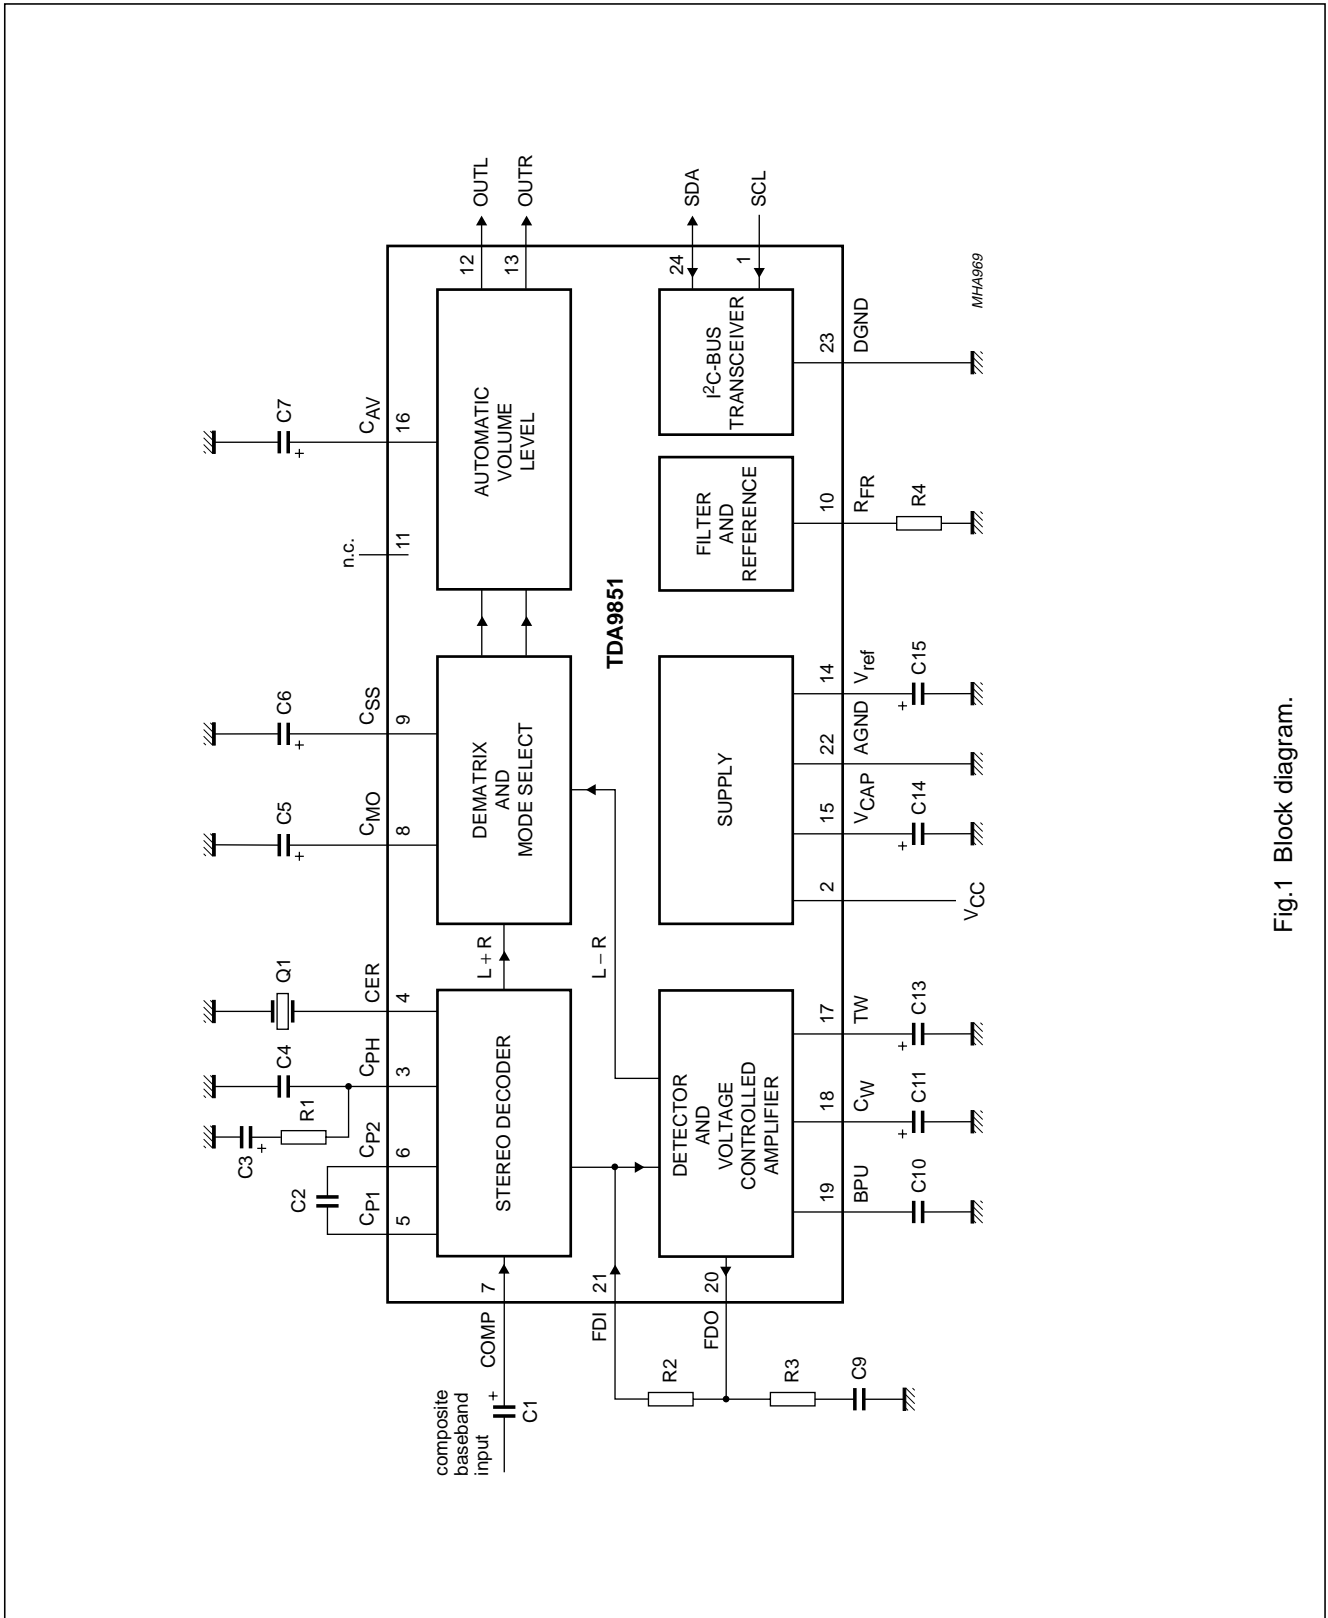 C3
R1
C4
Q1
C5
C6
C7
C2
n.c.
CP1
CP2
CPH
CER
CMO
CSS
CAV
5
6
3
4
8
9
11
16
composite
baseband
input
C1
+
COMP
7
STEREO DECODER
L + R
DEMATRIX
AND
MODE SELECT
AUTOMATIC
VOLUME
LEVEL
12
OUTL
13
OUTR
FDI
21
L − R
TDA9851
R2
FDO
20
R3
C9
DETECTOR
AND
VOLTAGE
CONTROLLED
AMPLIFIER
SUPPLY
FILTER
AND
REFERENCE
I2C-BUS
TRANSCEIVER
24
SDA
1
SCL
19
18
17
2
15
22
14
10
23
BPU
CW
TW
VCAP
AGND
Vref
RFR
DGND
C10
C11
C13
VCC
C14
C15
R4
+
+
+
+
+
+
+
+
MHA969
Fig.1 Block diagram.